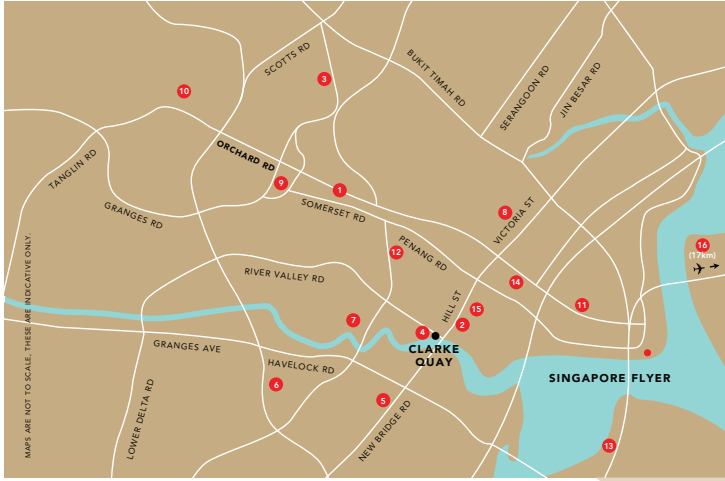 SCOTTS RD
3
BUKIT TIMAH RD
SERANGOON RD
JIN BESAR RD
10
ORCHARD RD
TANGLIN RD
9
1
GRANGES RD
SOMERSET RD
8
VICTORIA ST
PENANG RD
12
16
(17km)
RIVER VALLEY RD
14
HILL ST
15
11
7
4
2
CLARKE
QUAY
GRANGES AVE
HAVELOCK RD
SINGAPORE FLYER
6
5
LOWER DELTA RD
NEW BRIDGE RD
13
MAPS ARE NOT TO SCALE, THESE ARE INDICATIVE ONLY.